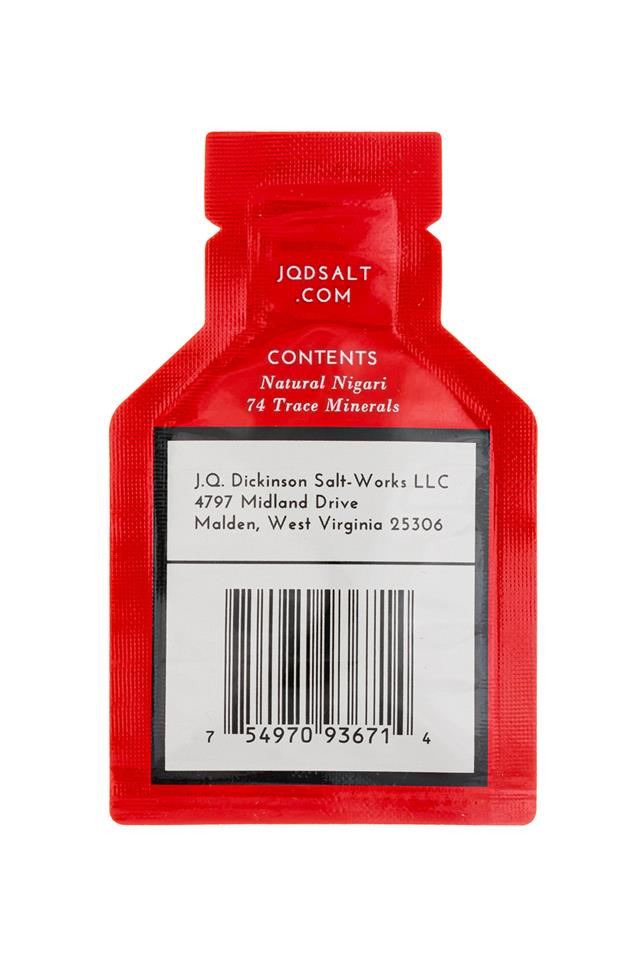 JQDSALT
.COM
CONTENTS
Natural Nigari
74 Trace Minerals
J.Q. Dickinson Salt-Works LLC
4797 Midland Drive
Malden, West Virginia 25306
7 54970 93671 4